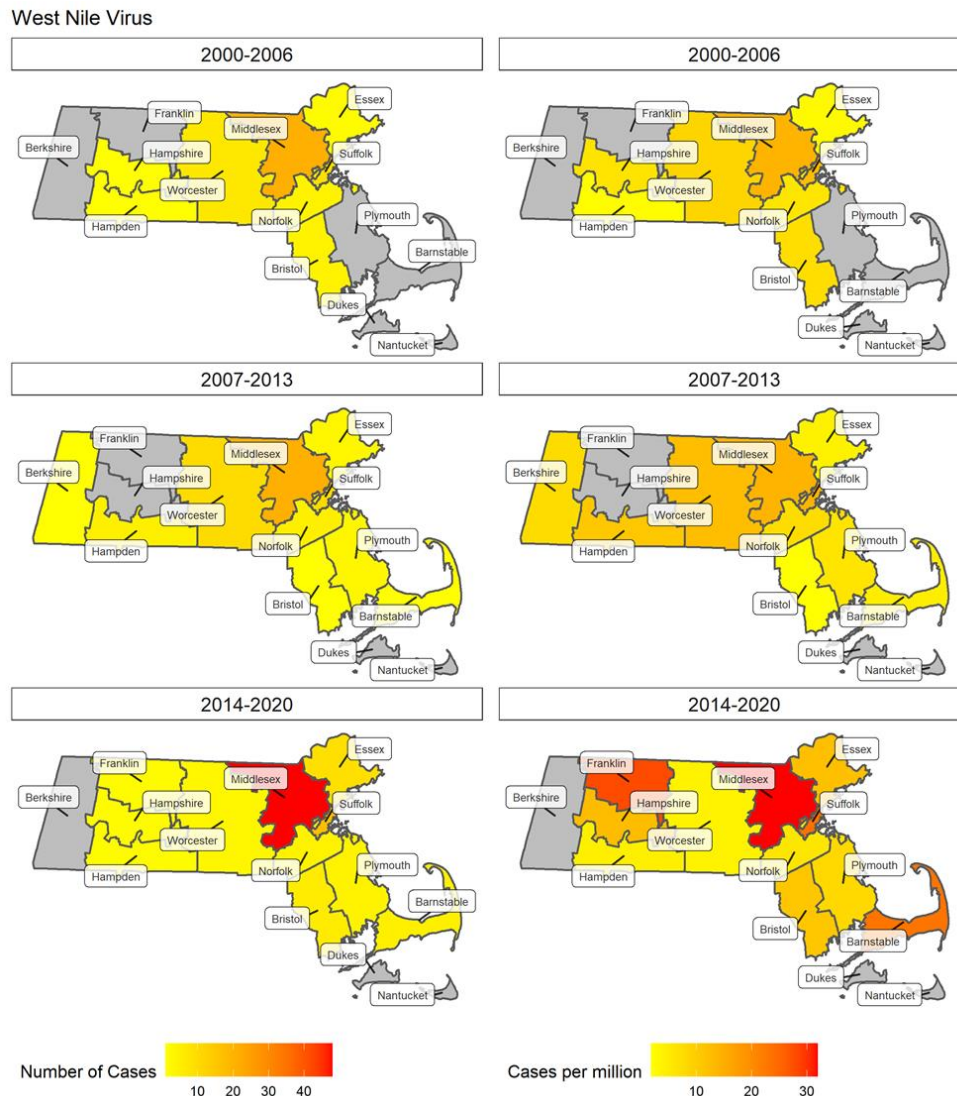 West Nile Virus
2000-2006
2000-2006
Essex
Franklin
Middlesex
Berkshire
Hampshire
Suffolk
Worcester
Norfolk
Plymouth
Hampden
Barnstable
Bristol
Dukes
Nantucket
Essex
Franklin
Middlesex
Berkshire
Hampshire
Suffolk
Worcester
Norfolk
Plymouth
Hampden
Bristol
Barnstable
Dukes
Nantucket
2007-2013
2007-2013
Essex
Franklin
Middlesex
Berkshire
Hampshire
Suffolk
Worcester
Norfolk
Plymouth
Hampden
Bristol
Barnstable
Dukes
Nantucket
Essex
Franklin
Middlesex
Berkshire
Hampshire
Suffolk
Worcester
Norfolk
Plymouth
Hampden
Bristol
Barnstable
Dukes
Nantucket
2014-2020
2014-2020
Essex
Franklin
Middlesex
Berkshire
Hampshire
Suffolk
Worcester
Norfolk
Plymouth
Hampden
Barnstable
Bristol
Dukes
Nantucket
Essex
Franklin
Middlesex
Berkshire
Hampshire
Suffolk
Worcester
Norfolk
Plymouth
Hampden
Bristol
Barnstable
Dukes
Nantucket
Number of Cases
10 20 30 40
Cases per million
10 20 30